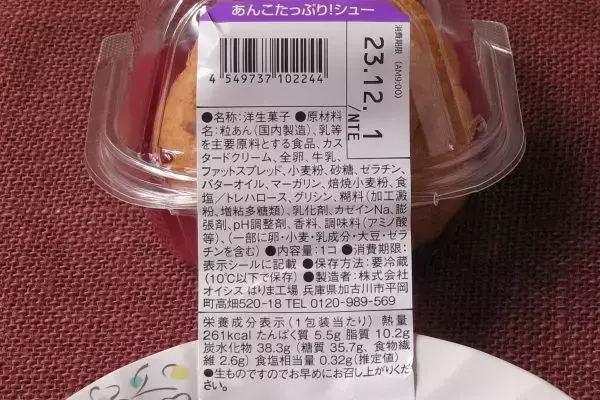 あんこたっぷり!シュー
4 549737 102244
消費期限
(AM9:00)
23.12. 1
/NTE
●名称:洋生菓子 ●原材料
名:粒あん(国内製造)、乳等
を主要原料とする食品、カス
タードクリーム、全卵、牛乳、
ファットスプレッド、小麦粉、砂糖、ゼラチン、
バターオイル、マーガリン、焙焼小麦粉、食
塩/トレハロース、グリシン、糊料(加工澱
粉、増粘多糖類)、乳化剤、カゼインNa、膨
張剤、pH調整剤、香料、調味料(アミノ酸
等)、(一部に卵・小麦・乳成分・大豆・ゼラ
チンを含む) ●内容量:1コ ●消費期限:
表示シールに記載 ●保存方法:要冷蔵
(10℃以下で保存) ●製造者:株式会社
オイシス はりま工場 兵庫県加古川市平岡
町高畑520-18 TEL 0120-989-569
栄養成分表示(1包装当たり) 熱量
261kcal たんぱく質 5.5g 脂質 10.2g
炭水化物 38.3g (糖質 35.7g、食物繊
維 2.6g) 食塩相当量 0.32g (推定値)
●生ものですのでお早めにお召し上がりくだ
さい。